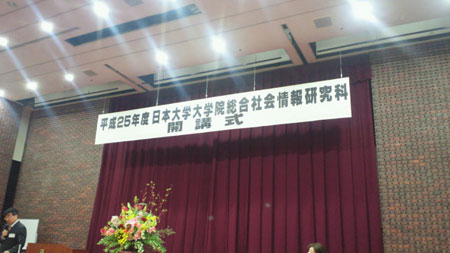 平成25年度 日本大学大学院総合社会情報研究科
開講式